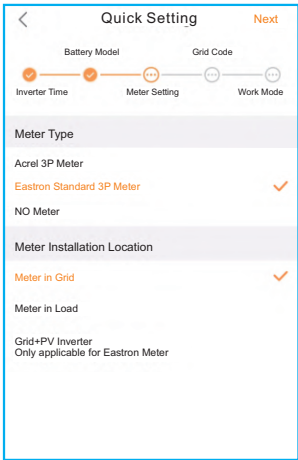 Quick Setting Next
Battery Model Grid Code
Inverter Time Meter Setting Work Mode
Meter Type
Acrel 3P Meter
Eastron Standard 3P Meter
NO Meter
Meter Installation Location
Meter in Grid
Meter in Load
Grid+PV Inverter
Only applicable for Eastron Meter